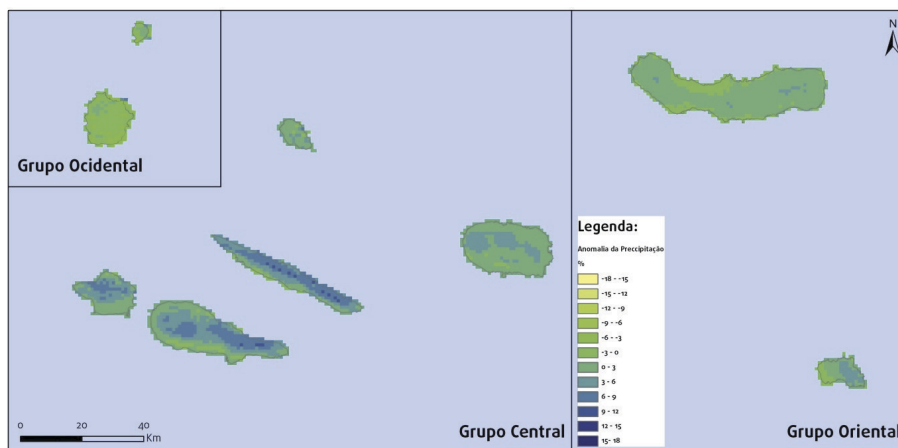 N
Grupo Ocidental
Legenda:
Anomalia da Preccipitação
%
-18 - -15
-15 - -12
-12 - -9
-9 - -6
-6 - -3
-3 - 0
0 - 3
3 - 6
6 - 9
9 - 12
12 - 15
15- 18
0 20 40
Km
Grupo Central
Grupo Oriental